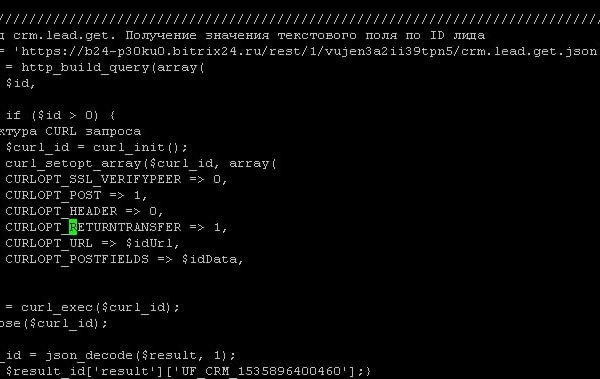 ////////////////////////////////////////////////////////////////////////////////
д crm.lead.get. Получение значения текстового поля по ID лида
= 'https://b24-p30ku0.bitrix24.ru/rest/1/vujen3a2ii39tpn5/crm.lead.get.json
= http_build_query(array(
$id,
if ($id > 0) {
ктура CURL запроса
$curl_id = curl_init();
curl_setopt_array($curl_id, array(
CURLOPT_SSL_VERIFYPEER => 0,
CURLOPT_POST => 1,
CURLOPT_HEADER => 0,
CURLOPT_RETURNTRANSFER => 1,
CURLOPT_URL => $idUrl,
CURLOPT_POSTFIELDS => $idData,
= curl_exec($curl_id);
ose($curl_id);
_id = json_decode($result, 1);
$result_id['result']['UF_CRM_1535896400460'];}